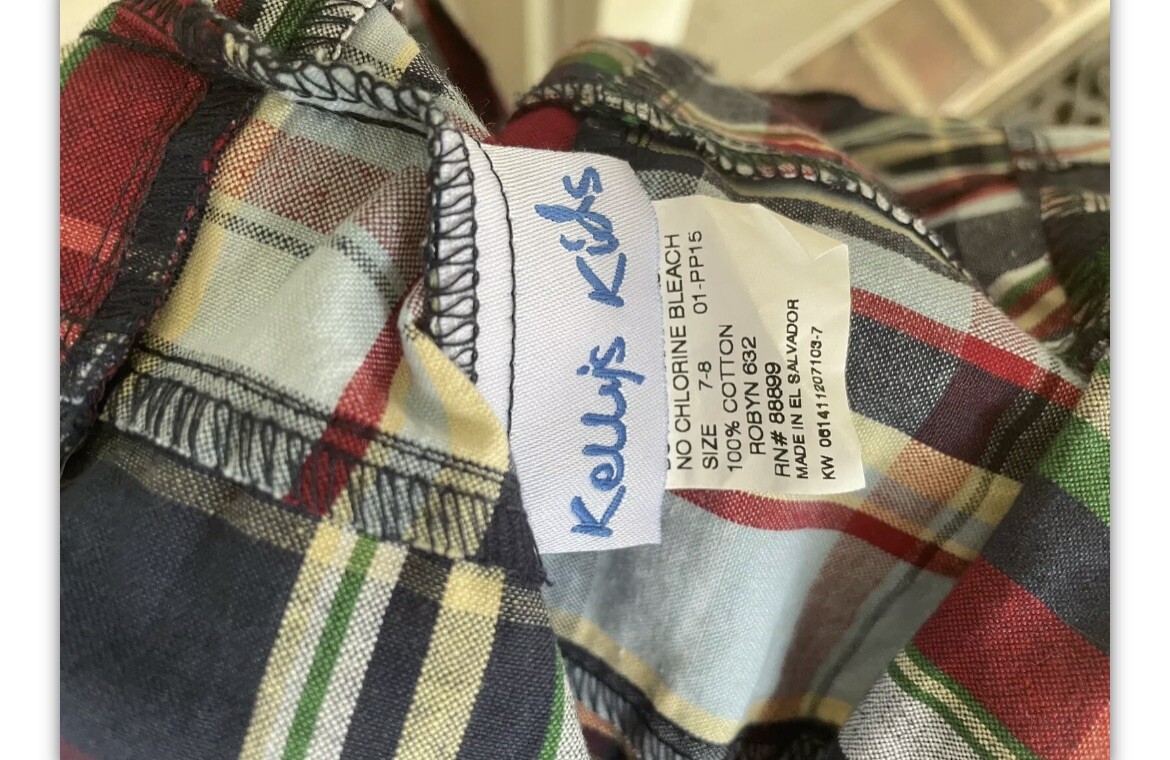 Kelly's Kids
NO CHLORINE BLEACH
SIZE 7-8 01-PP15
100% COTTON
ROBYN 632
RN# 88899
MADE IN EL SALVADOR
KW 061411207103-7